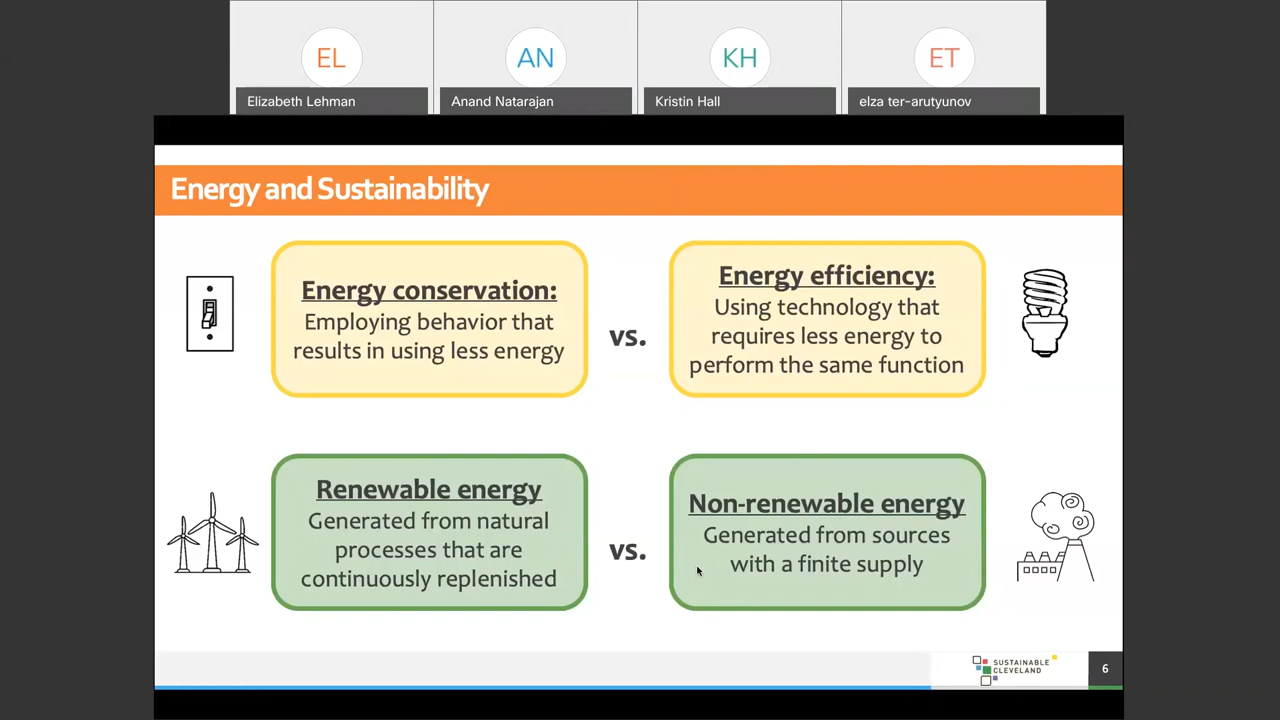 EL
AN
KH
ET
Elizabeth Lehman
Anand Natarajan
Kristin Hall
elza ter-arutyunov
Energy and Sustainability
Energy conservation:
Employing behavior that
results in using less energy
vs.
Energy efficiency:
Using technology that
requires less energy to
perform the same function
Renewable energy
Generated from natural
processes that are
continuously replenished
vs.
Non-renewable energy
Generated from sources
with a finite supply
SUSTAINABLE
CLEVELAND
6